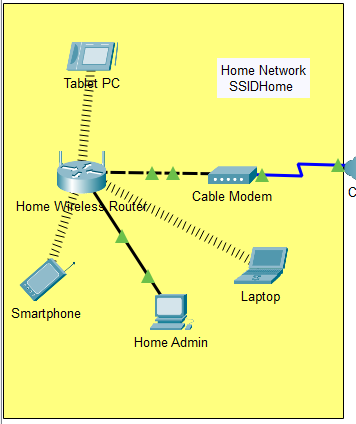 Tablet PC
Home Network
SSIDHome
Cable Modem
C
Home Wireless Router
Laptop
Smartphone
Home Admin